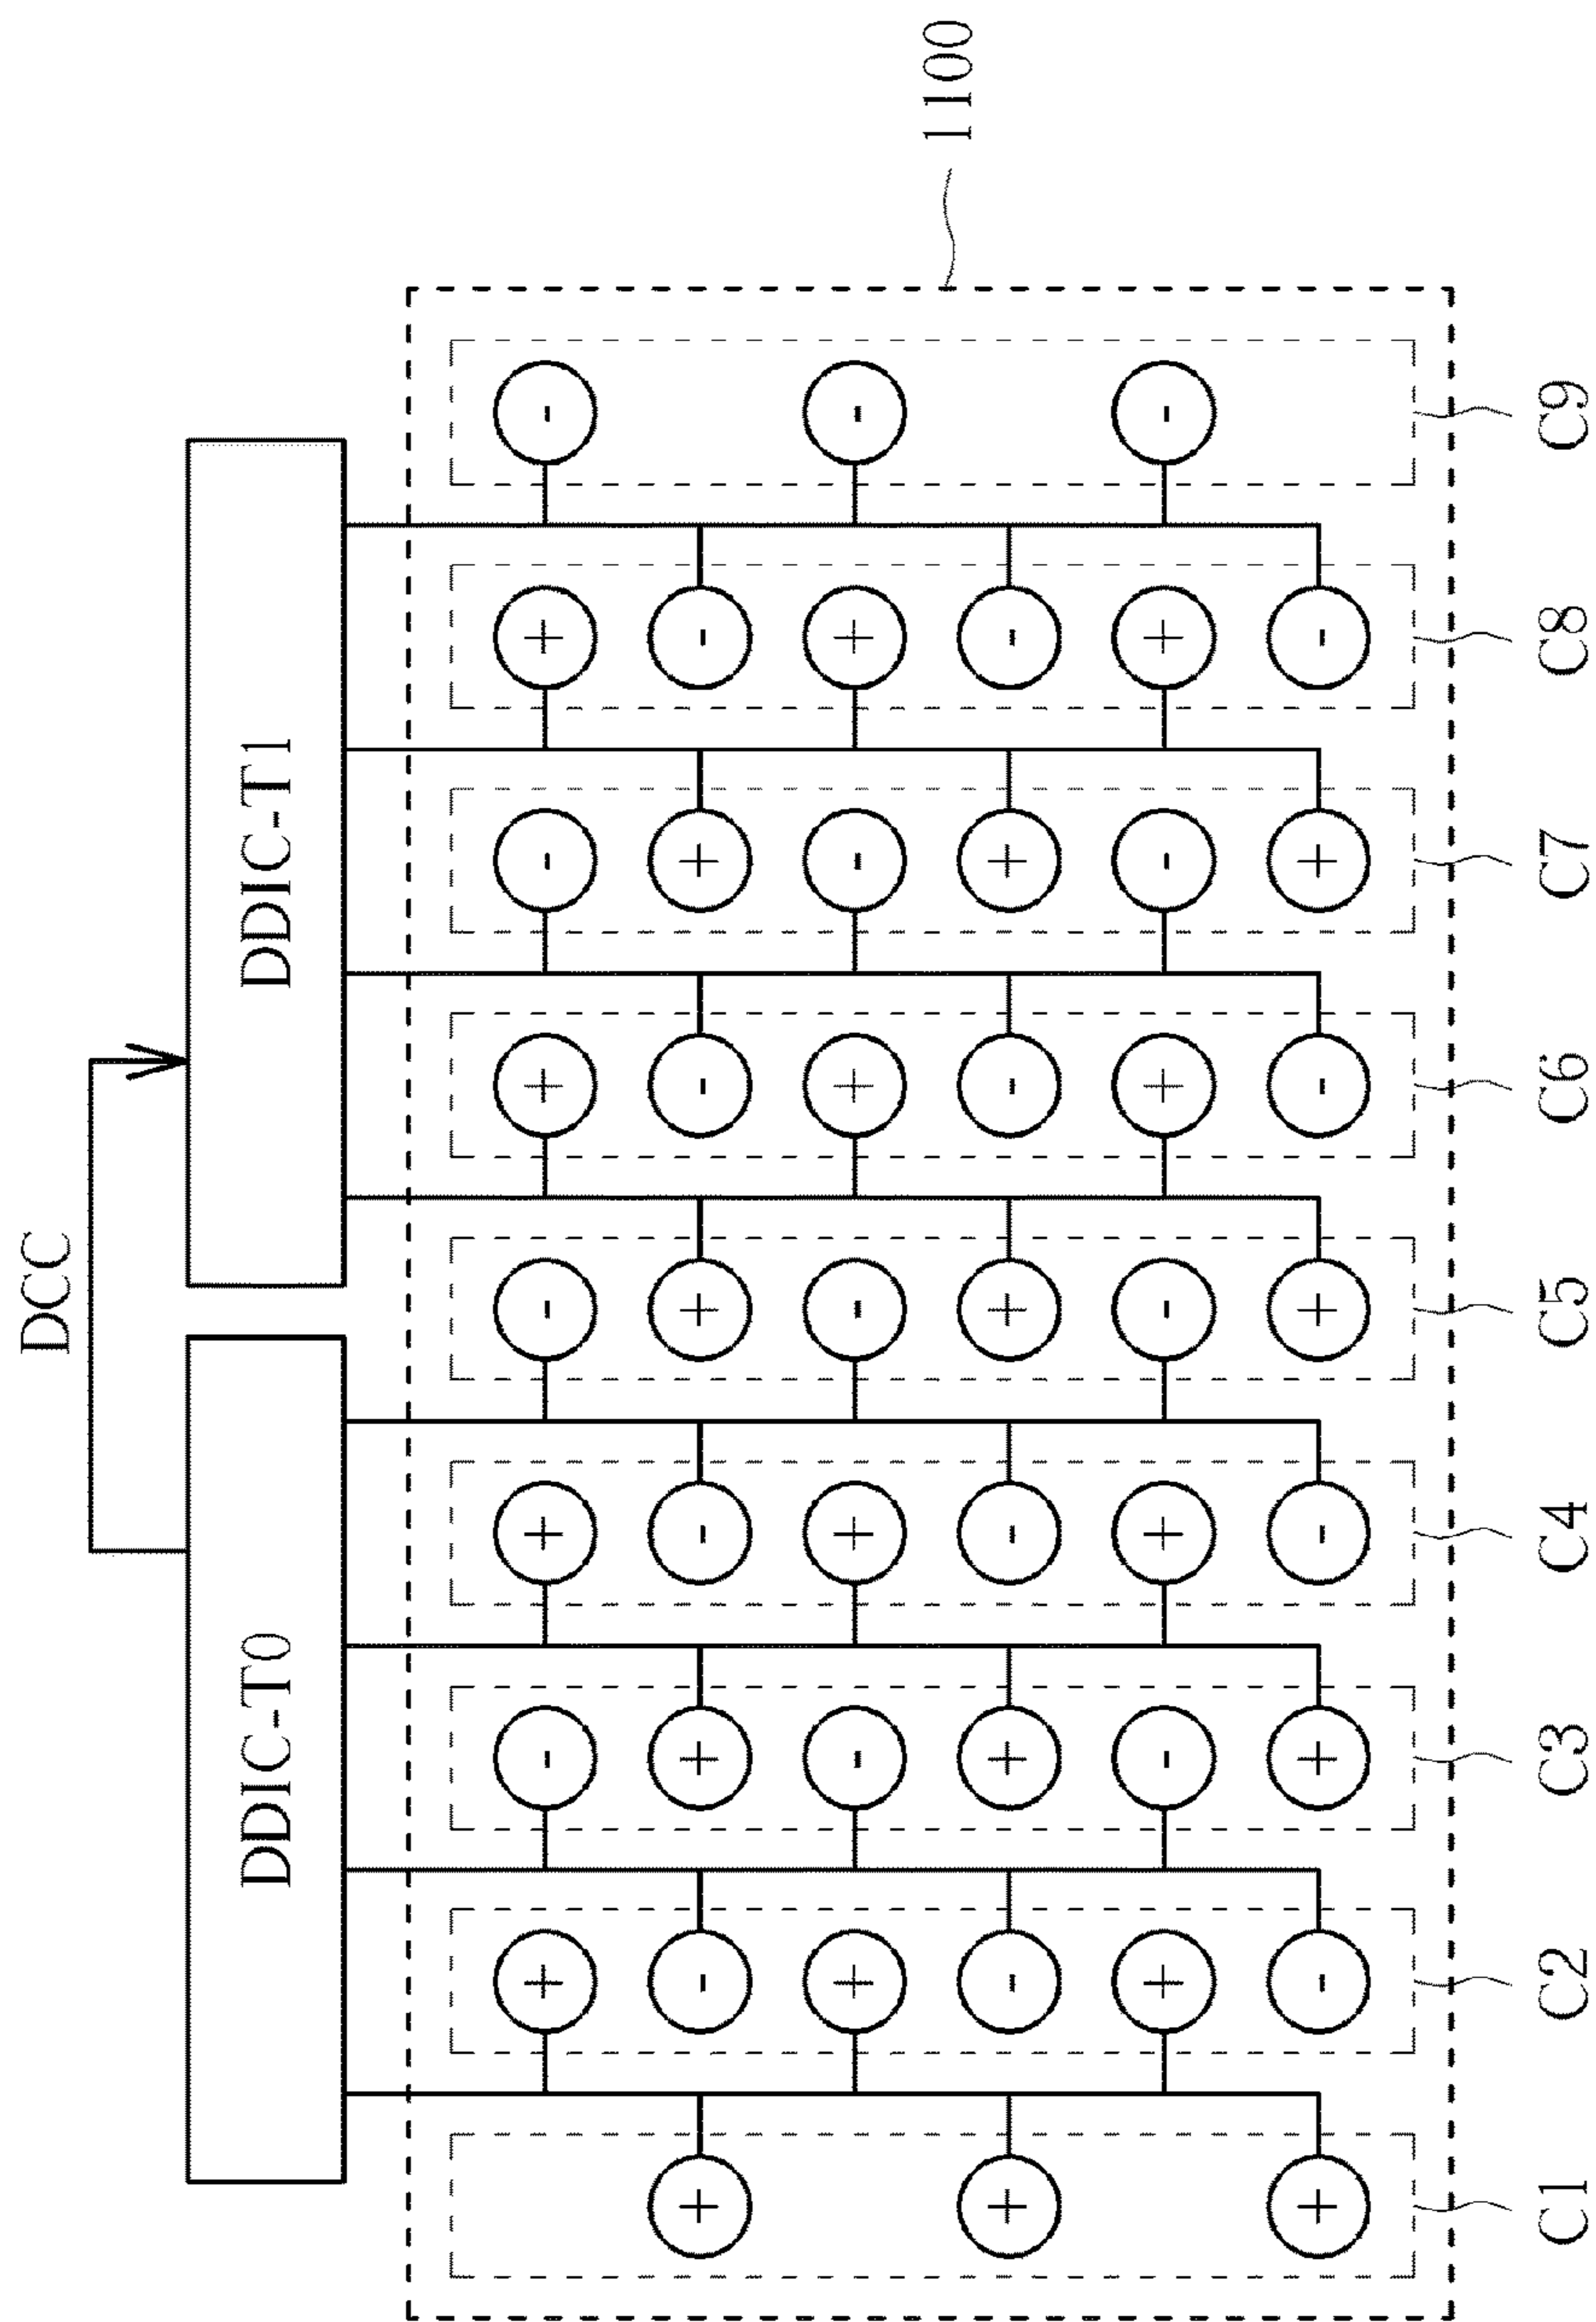 DCC
DDIC-T0
DDIC-T1
+ + - + - + - + -
+ - + - + - + -
+ - + - + - + - +
- + - + - + - + -
+ - + - + - + -
+ - + - + - + -
1100
C1
C2
C3
C4
C5
C6
C7
C8
C9